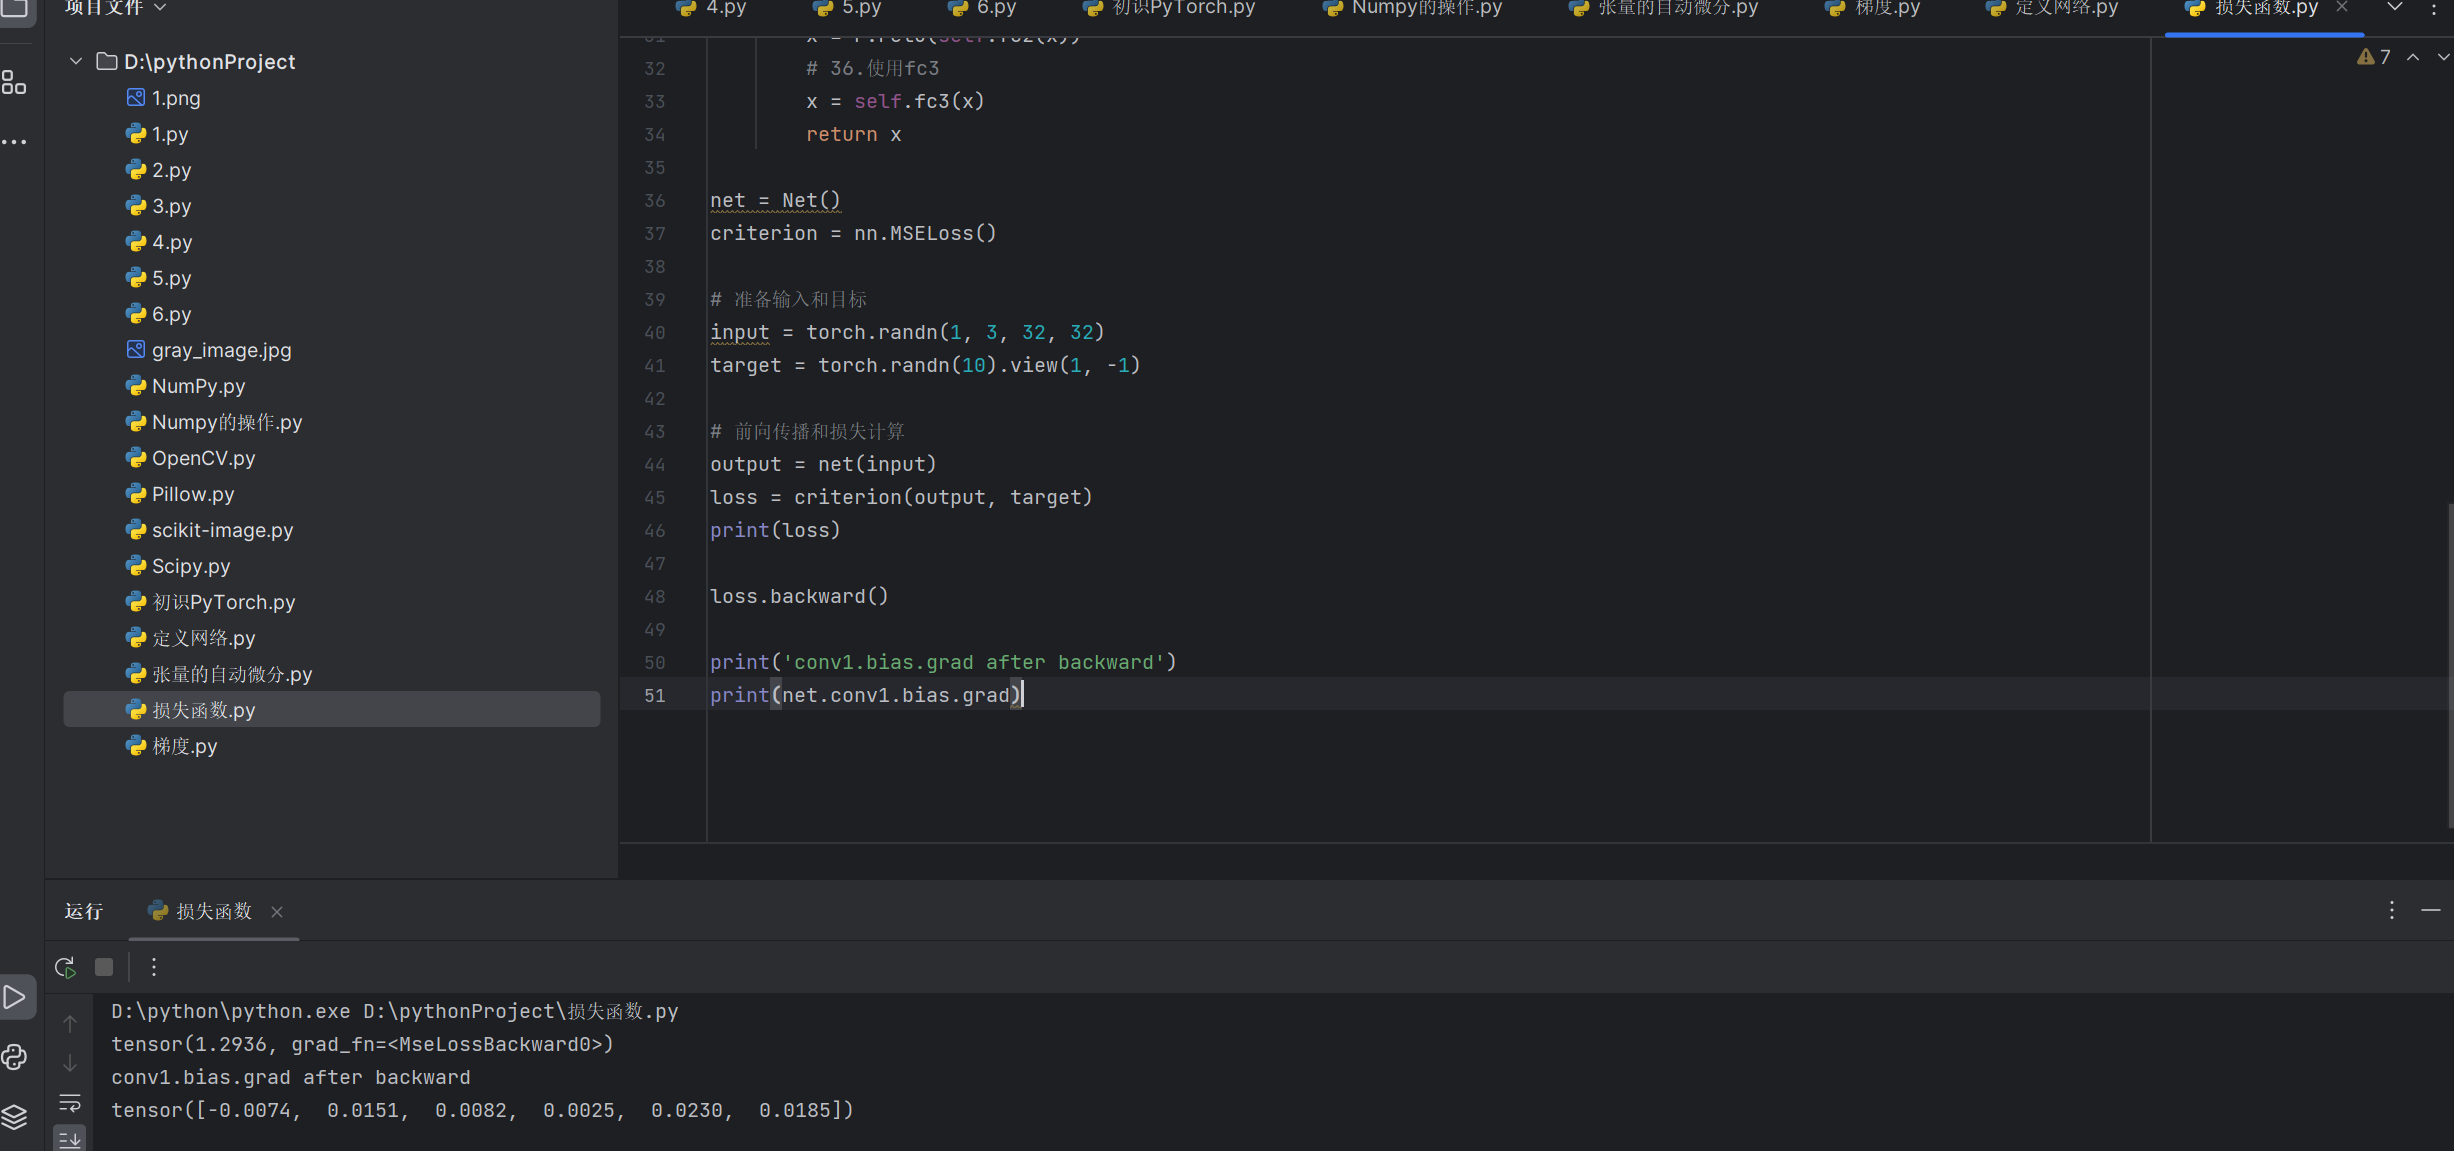 项目文件
4.py
5.py
6.py
初识PyTorch.py
Numpy的操作.py
张量的自动微分.py
梯度.py
定义网络.py
损失函数.py
D:\pythonProject
1.png
1.py
2.py
3.py
4.py
5.py
6.py
gray_image.jpg
NumPy.py
Numpy的操作.py
OpenCV.py
Pillow.py
scikit-image.py
Scipy.py
初识PyTorch.py
定义网络.py
张量的自动微分.py
损失函数.py
梯度.py
7
31 x = F.relu(self.fc2(x))
32 # 36.使用fc3
33 x = self.fc3(x)
34 return x
35
36 net = Net()
37 criterion = nn.MSELoss()
38
39 # 准备输入和目标
40 input = torch.randn(1, 3, 32, 32)
41 target = torch.randn(10).view(1, -1)
42
43 # 前向传播和损失计算
44 output = net(input)
45 loss = criterion(output, target)
46 print(loss)
47
48 loss.backward()
49
50 print('conv1.bias.grad after backward')
51 print(net.conv1.bias.grad)
运行
损失函数
D:\python\python.exe D:\pythonProject\损失函数.py
tensor(1.2936, grad_fn=<MseLossBackward0>)
conv1.bias.grad after backward
tensor([-0.0074,  0.0151,  0.0082,  0.0025,  0.0230,  0.0185])